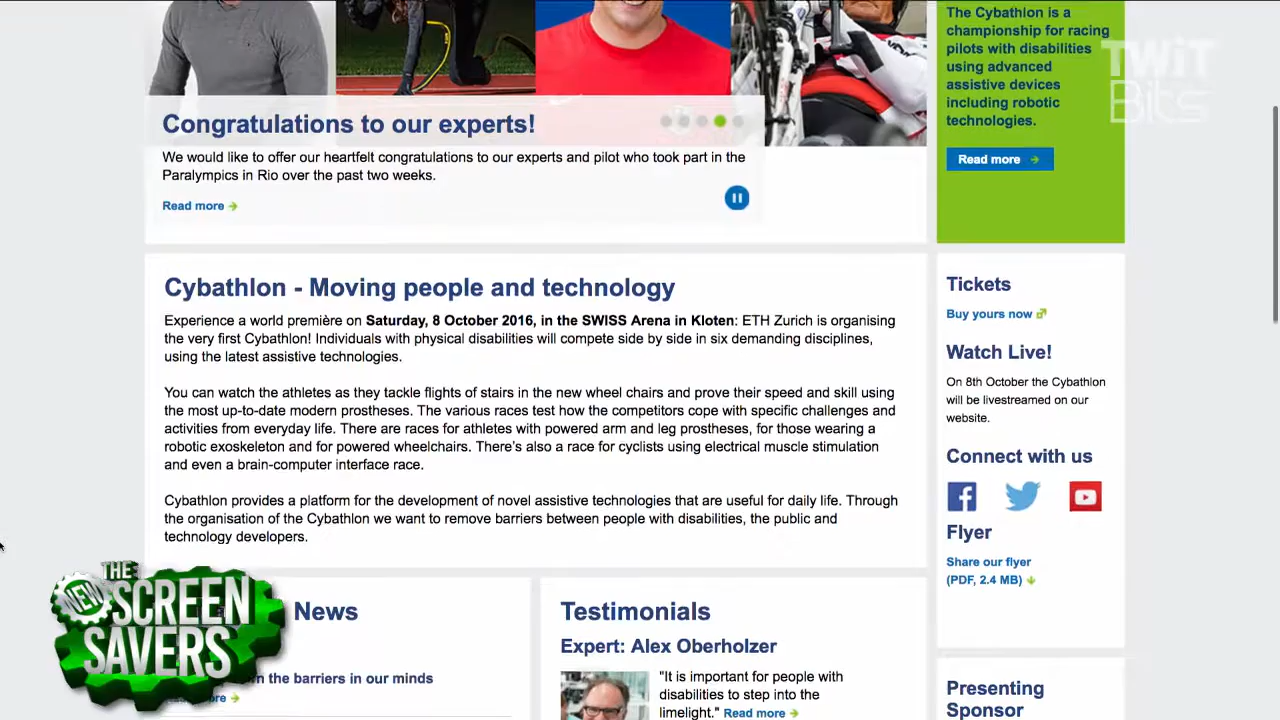 The Cybathlon is a
championship for racing
pilots with disabilities
using advanced
assistive devices
including robotic
technologies.
Read more
TWiT
Bits
Congratulations to our experts!
We would like to offer our heartfelt congratulations to our experts and pilot who took part in the
Paralympics in Rio over the past two weeks.
Read more
Cybathlon - Moving people and technology
Experience a world première on Saturday, 8 October 2016, in the SWISS Arena in Kloten: ETH Zurich is organising
the very first Cybathlon! Individuals with physical disabilities will compete side by side in six demanding disciplines,
using the latest assistive technologies.
You can watch the athletes as they tackle flights of stairs in the new wheel chairs and prove their speed and skill using
the most up-to-date modern prostheses. The various races test how the competitors cope with specific challenges and
activities from everyday life. There are races for athletes with powered arm and leg prostheses, for those wearing a
robotic exoskeleton and for powered wheelchairs. There's also a race for cyclists using electrical muscle stimulation
and even a brain-computer interface race.
Cybathlon provides a platform for the development of novel assistive technologies that are useful for daily life. Through
the organisation of the Cybathlon we want to remove barriers between people with disabilities, the public and
technology developers.
Tickets
Buy yours now
Watch Live!
On 8th October the Cybathlon
will be livestreamed on our
website.
Connect with us
Flyer
Share our flyer
(PDF, 2.4 MB)
Presenting
Sponsor
News
the barriers in our minds
Testimonials
Expert: Alex Oberholzer
"It is important for people with
disabilities to step into the
limelight." Read more
THE
NEW
SCREEN
SAVERS